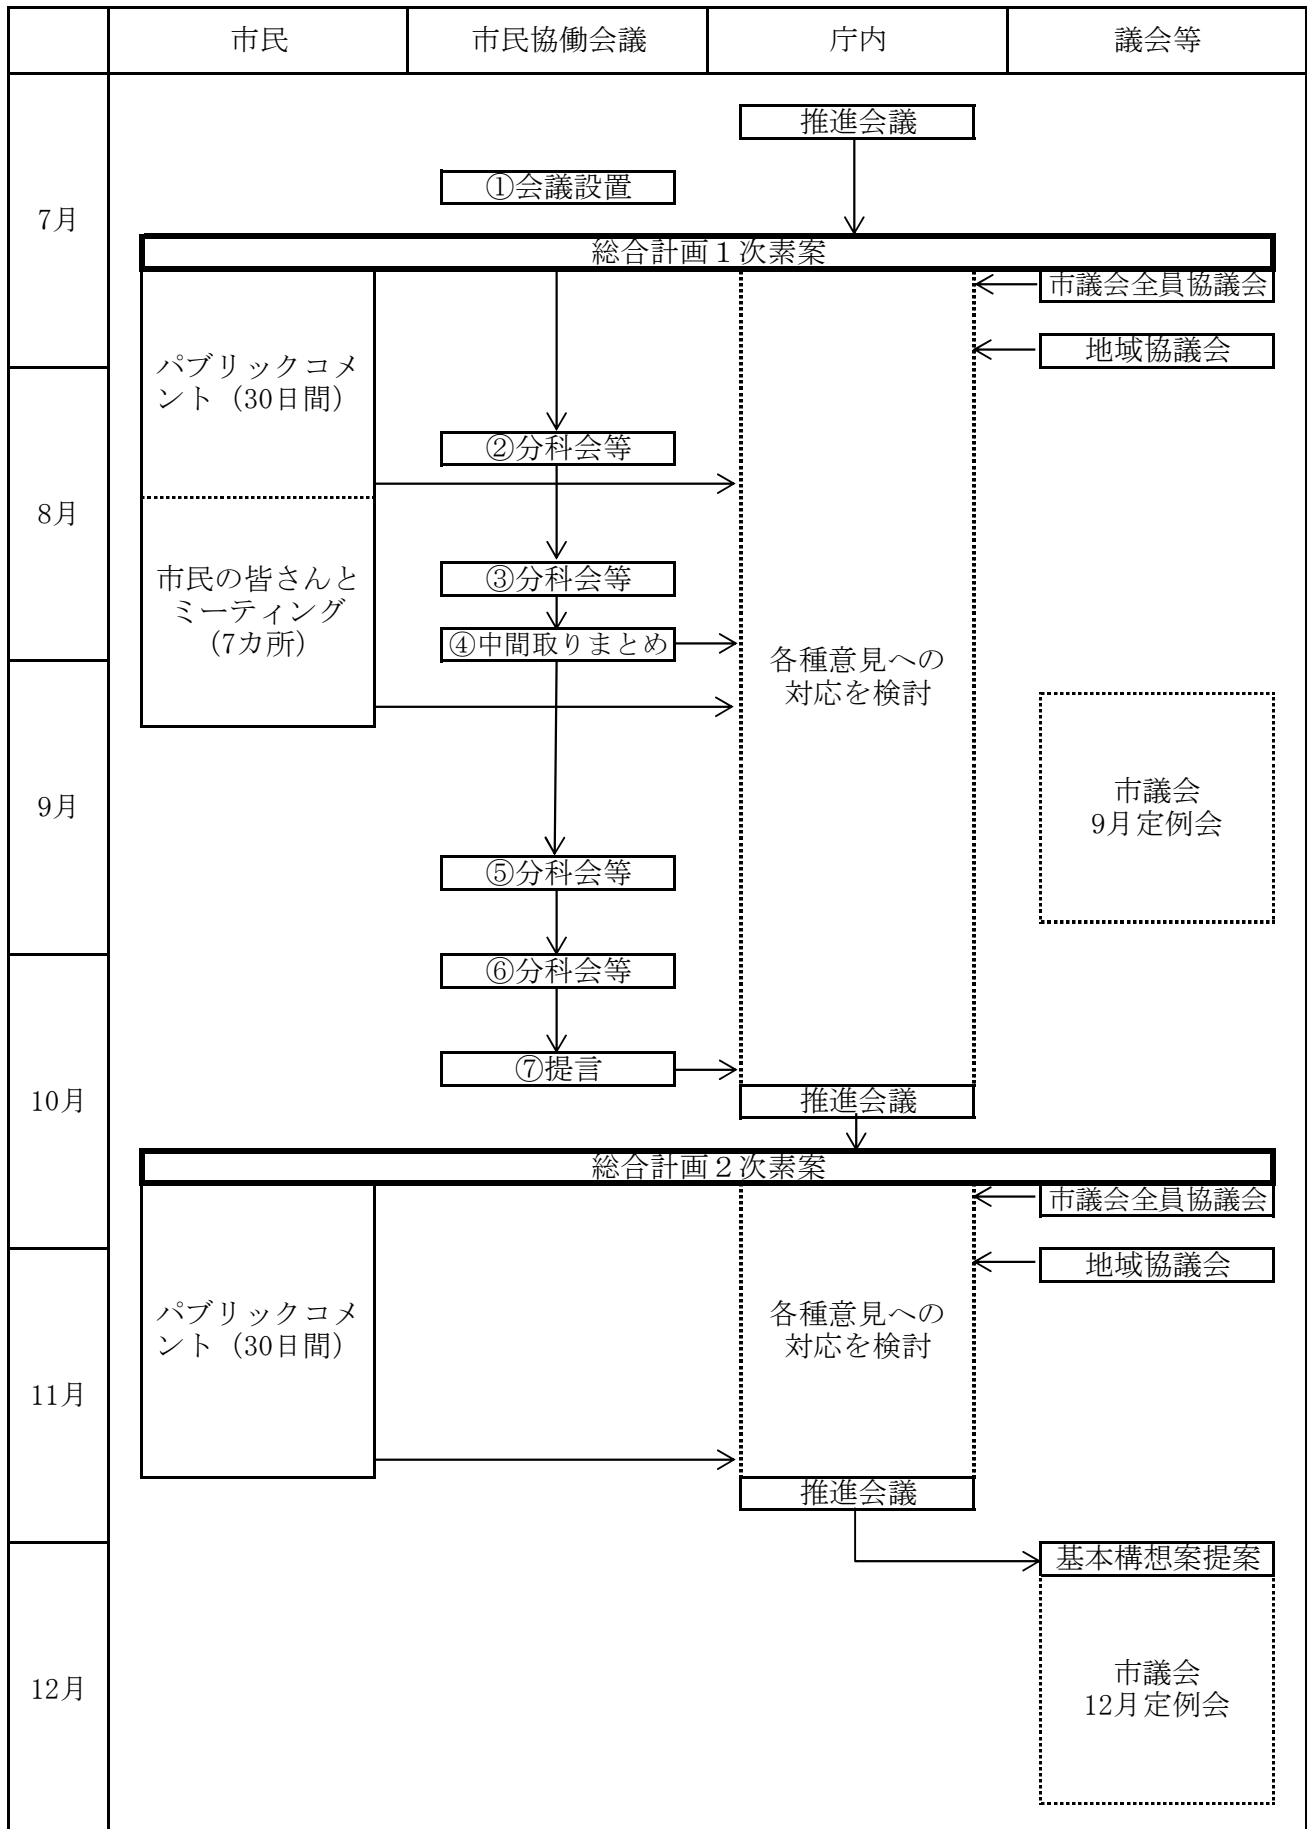 市民
市民協働会議
庁内
議会等
7月
推進会議
①会議設置
総合計画１次素案
市議会全員協議会
地域協議会
パブリックコメ
ント（30日間）
②分科会等
8月
市民の皆さんと
ミーティング
（7カ所）
③分科会等
④中間取りまとめ
各種意見への
対応を検討
9月
市議会
9月定例会
⑤分科会等
⑥分科会等
⑦提言
10月
推進会議
総合計画２次素案
市議会全員協議会
地域協議会
パブリックコメ
ント（30日間）
各種意見への
対応を検討
11月
推進会議
基本構想案提案
12月
市議会
12月定例会